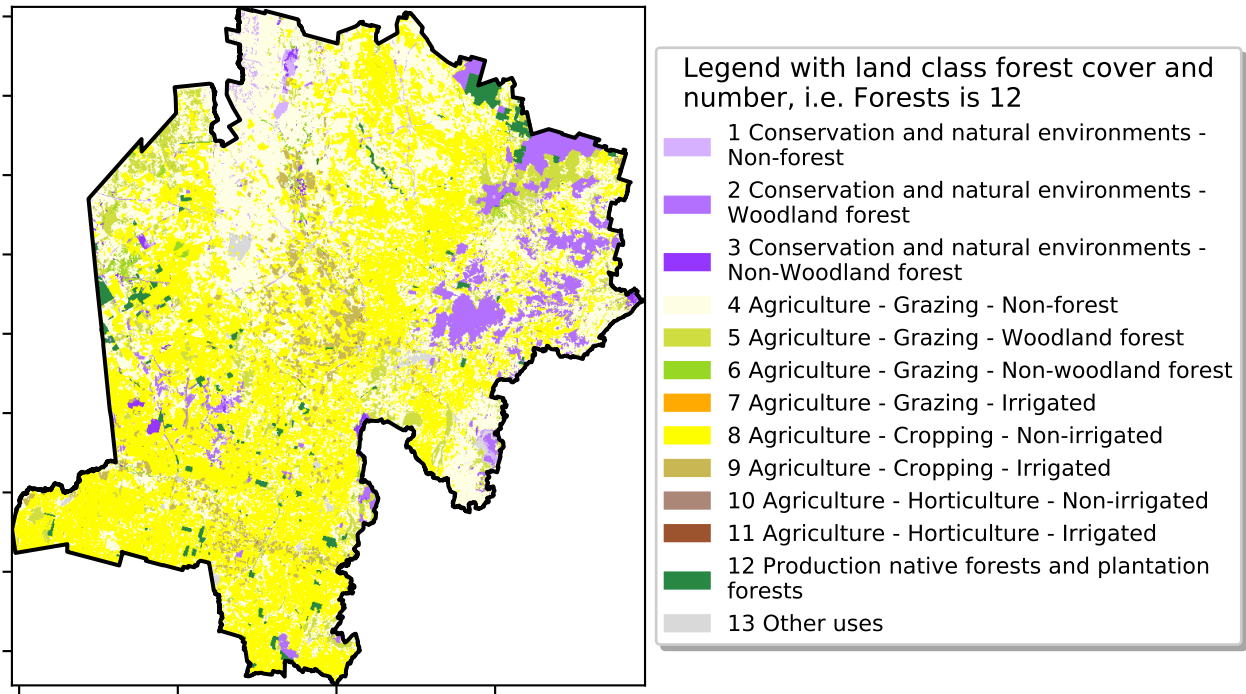 Legend with land class forest cover and
number, i.e. Forests is 12
1 Conservation and natural environments -
Non-forest
2 Conservation and natural environments -
Woodland forest
3 Conservation and natural environments -
Non-Woodland forest
4 Agriculture - Grazing - Non-forest
5 Agriculture - Grazing - Woodland forest
6 Agriculture - Grazing - Non-woodland forest
7 Agriculture - Grazing - Irrigated
8 Agriculture - Cropping - Non-irrigated
9 Agriculture - Cropping - Irrigated
10 Agriculture - Horticulture - Non-irrigated
11 Agriculture - Horticulture - Irrigated
12 Production native forests and plantation
forests
13 Other uses